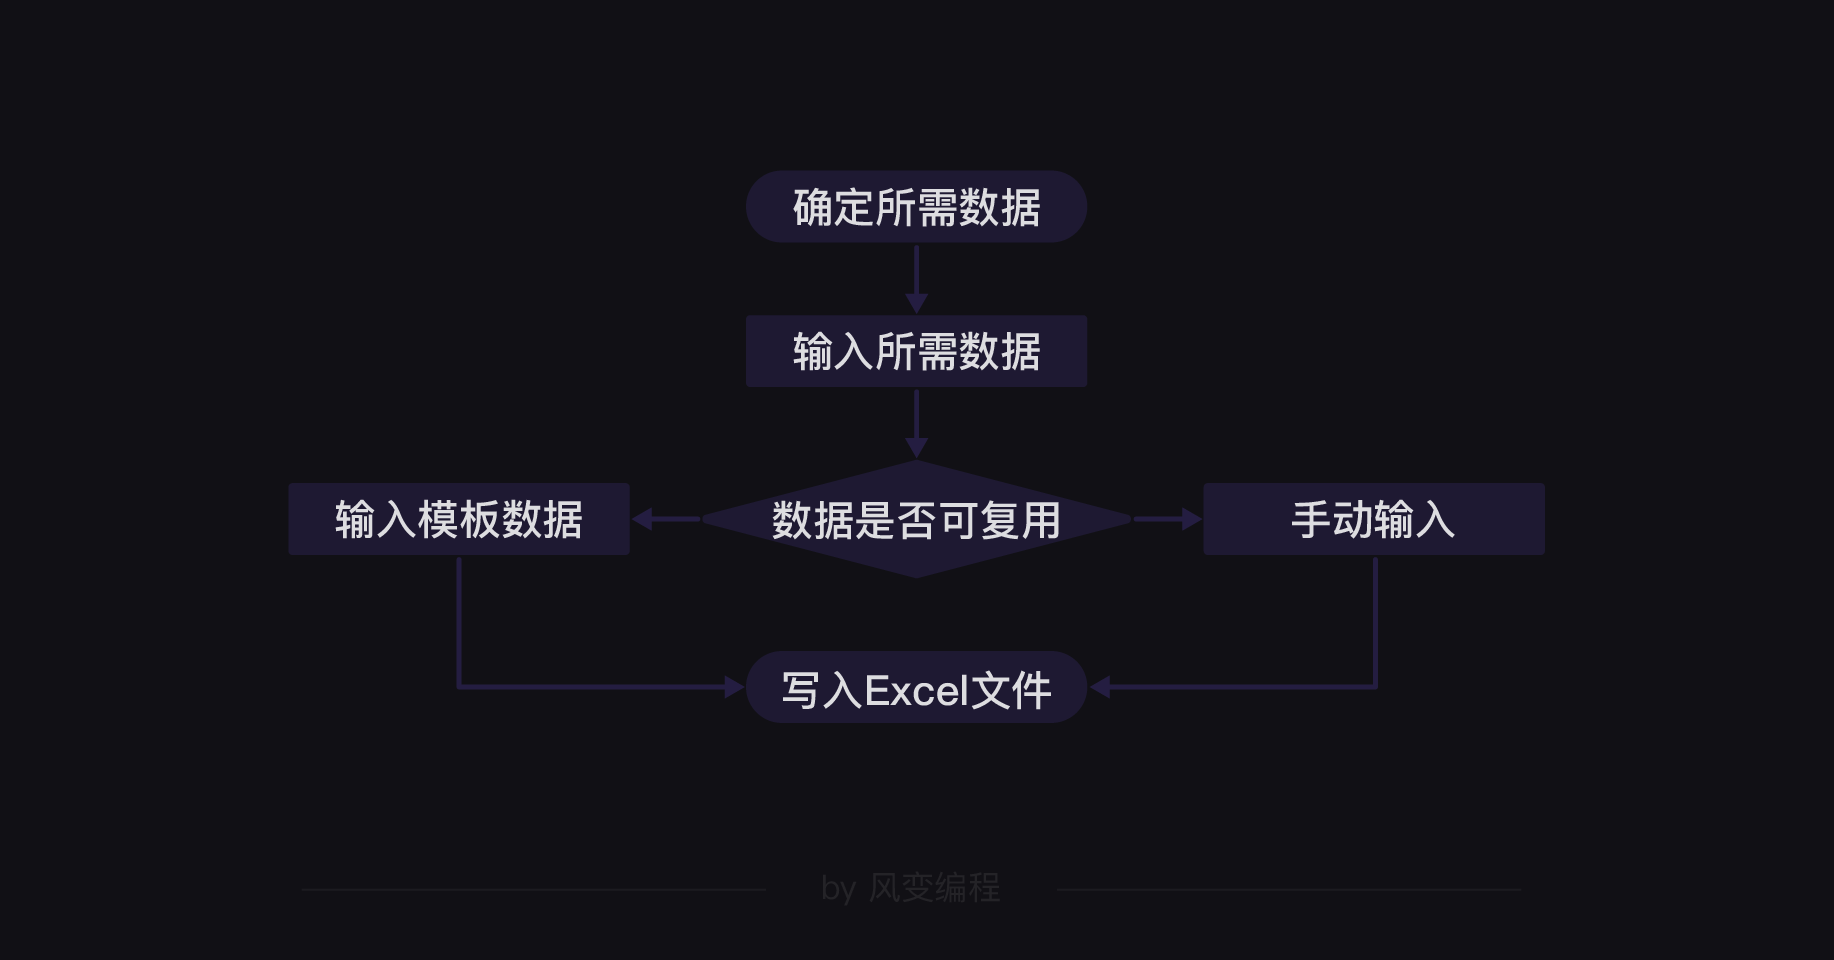 确定所需数据
输入所需数据
输入模板数据
数据是否可复用
手动输入
写入Excel文件
by 风变编程